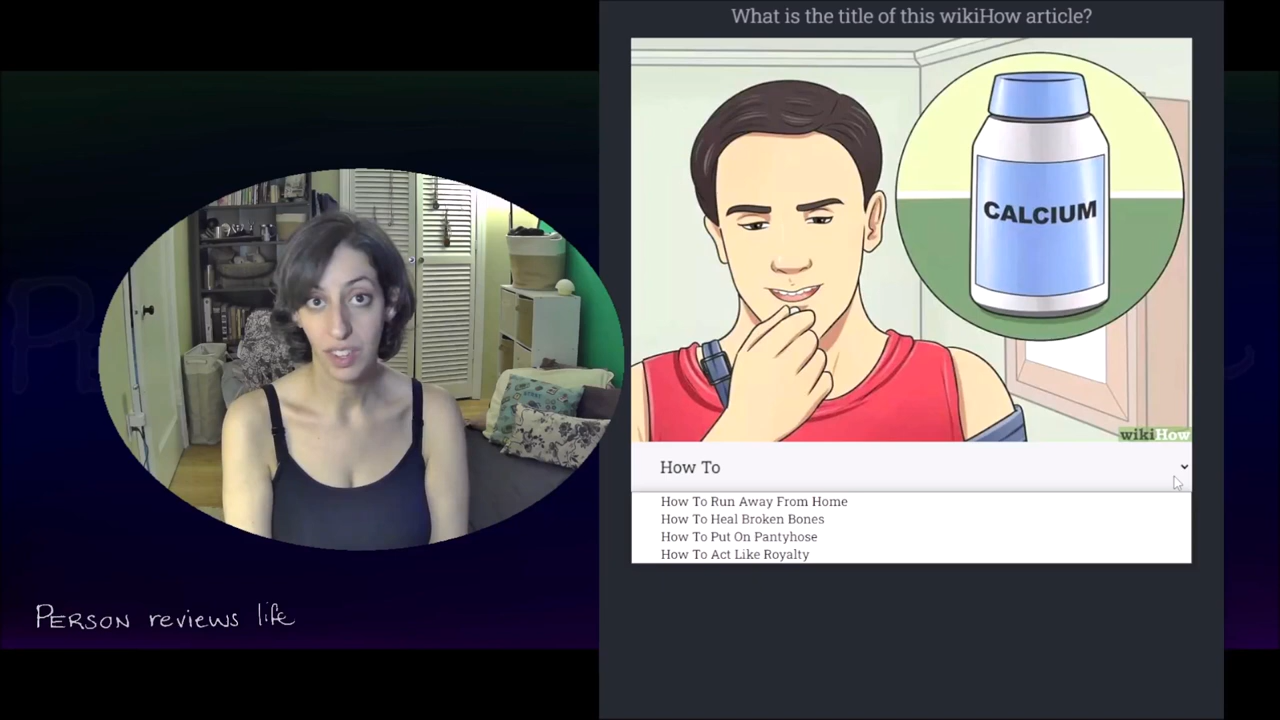 What is the title of this wikiHow article?
CALCIUM
wikiHow
How To
How To Run Away From Home
How To Heal Broken Bones
How To Put On Pantyhose
How To Act Like Royalty
PERSON reviews life